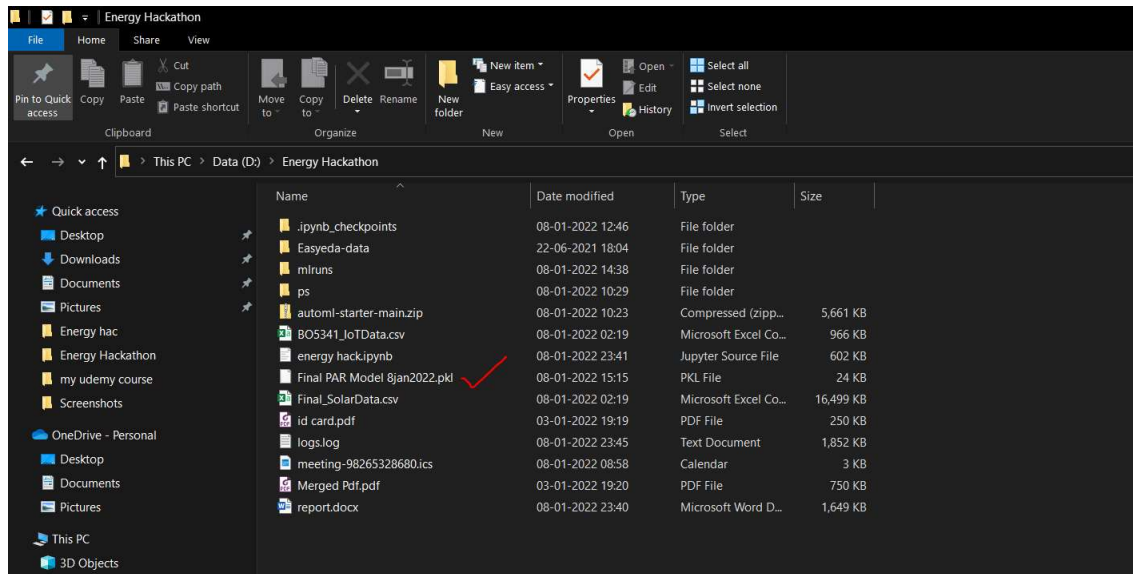 Energy Hackathon
File Home Share View
Pin to Quick access
Copy
Paste
Cut
Copy path
Paste shortcut
Clipboard
Move to
Copy to
Delete
Rename
Organize
New folder
New item
Easy access
New
Properties
Open
Edit
History
Open
Select all
Select none
Invert selection
Select
This PC > Data (D:) > Energy Hackathon
Quick access
Desktop
Downloads
Documents
Pictures
Energy hac
Energy Hackathon
my udemy course
Screenshots
OneDrive - Personal
Desktop
Documents
Pictures
This PC
3D Objects
Name Date modified Type Size
.ipynb_checkpoints 08-01-2022 12:46 File folder
Easyeda-data 22-06-2021 18:04 File folder
mlruns 08-01-2022 14:38 File folder
ps 08-01-2022 10:29 File folder
automl-starter-main.zip 08-01-2022 10:23 Compressed (zipp... 5,661 KB
BO5341_IoTData.csv 08-01-2022 02:19 Microsoft Excel Co... 966 KB
energy hack.ipynb 08-01-2022 23:41 Jupyter Source File 602 KB
Final PAR Model 8jan2022.pkl 08-01-2022 15:15 PKL File 24 KB
Final_SolarData.csv 08-01-2022 02:19 Microsoft Excel Co... 16,499 KB
id card.pdf 03-01-2022 19:19 PDF File 250 KB
logs.log 08-01-2022 23:45 Text Document 1,852 KB
meeting-98265328680.ics 08-01-2022 08:58 Calendar 3 KB
Merged Pdf.pdf 03-01-2022 19:20 PDF File 750 KB
report.docx 08-01-2022 23:40 Microsoft Word D... 1,649 KB